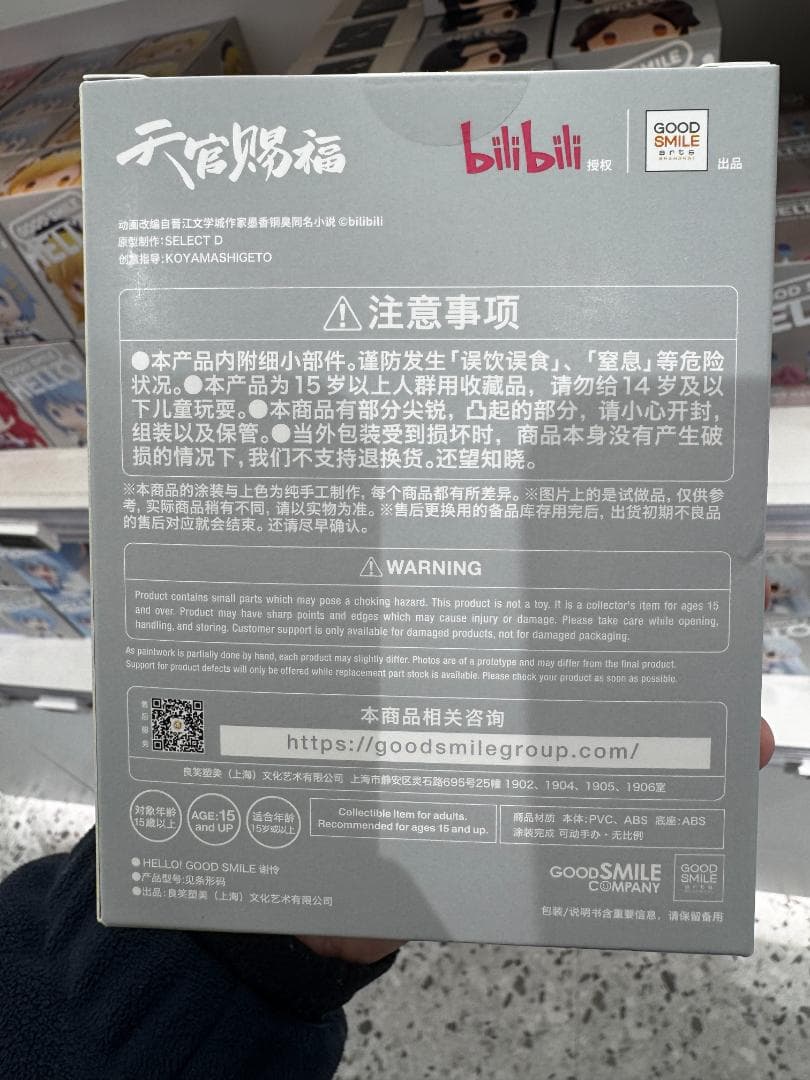 天官赐福
bilibili 授权
GOOD
SMILE
arts
SHANGHAI
出品
动画改编自晋江文学城作家墨香铜臭同名小说 ©bilibili
原型制作:SELECT D
创意指导:KOYAMASHIGETO
注意事项
●本产品内附细小部件。谨防发生「误饮误食」、「窒息」等危险
状况。●本产品为15岁以上人群用收藏品，请勿给14岁及以
下儿童玩耍。●本商品有部分尖锐，凸起的部分，请小心开封，
组装以及保管。●当外包装受到损坏时，商品本身没有产生破
损的情况下，我们不支持退换货。还望知晓。
※本商品的涂装与上色为纯手工制作，每个商品都有所差异。※图片上的是试做品，仅供参
考，实际商品稍有不同，请以实物为准。※售后更换用的备品库存用完后，出货初期不良品
的售后对应就会结束。还请尽早确认。
WARNING
Product contains small parts which may pose a choking hazard. This product is not a toy. It is a collector's item for ages 15
and over. Product may have sharp points and edges which may cause injury or damage. Please take care while opening,
handling, and storing. Customer support is only available for damaged products, not for damaged packaging.
As paintwork is partially done by hand, each product may slightly differ. Photos are of a prototype and may differ from the final product.
Support for product defects will only be offered while replacement part stock is available. Please check your product as soon as possible.
售后服务
本商品相关咨询
https://goodsmilegroup.com/
良笑塑美（上海）文化艺术有限公司 上海市静安区灵石路695号25幢 1902、1904、1905、1906室
对象年龄
15歳以上
AGE:15
and UP
适合年龄
15岁或以上
Collectible Item for adults.
Recommended for ages 15 and up.
商品材质 本体:PVC、ABS 底座:ABS
涂装完成 可动手办·无比例
●HELLO! GOOD SMILE 谢怜
●产品型号:见条形码
●出品:良笑塑美（上海）文化艺术有限公司
GOODSMILE
COMPANY
GOOD
SMILE
arts
包装/说明书含重要信息，请保留备用